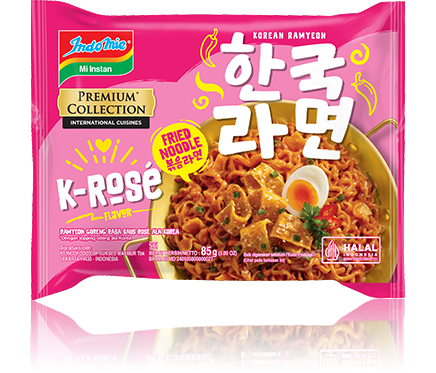 Indomie
Mi Instan
PREMIUM
COLLECTION
INTERNATIONAL CUISINES
KOREAN RAMYEON
한국
라면
FRIED
NOODLE
볶음라면
K-Rosé
FLAVOR
RAMYEON GORENG RASA SAUS ROSE ALA KOREA
85g
HALAL
INDONESIA